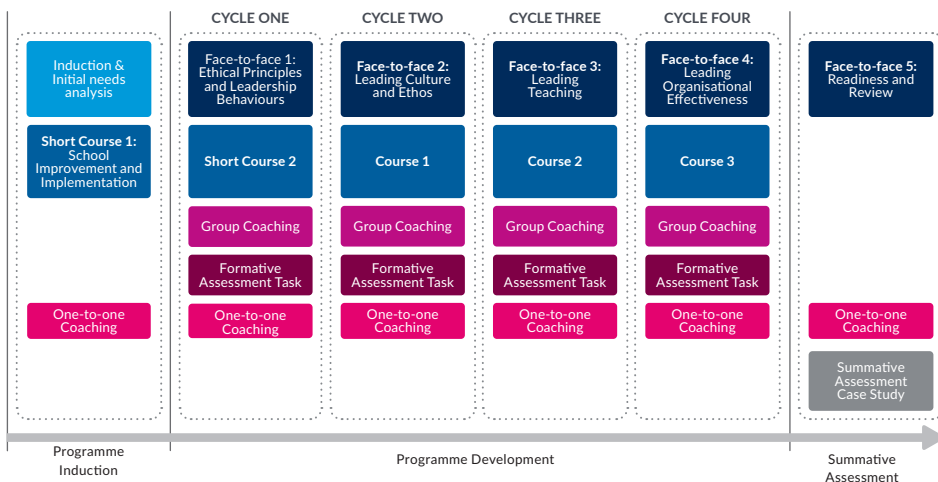 CYCLE ONE
CYCLE TWO
CYCLE THREE
CYCLE FOUR
Induction &
Initial needs
analysis
Face-to-face 1:
Ethical Principles
and Leadership
Behaviours
Face-to-face 2:
Leading Culture
and Ethos
Face-to-face 3:
Leading
Teaching
Face-to-face 4:
Leading
Organisational
Effectiveness
Face-to-face 5:
Readiness and
Review
Short Course 1:
School
Improvement and
Implementation
Short Course 2
Course 1
Course 2
Course 3
Group Coaching
Group Coaching
Group Coaching
Group Coaching
Formative
Assessment Task
Formative
Assessment Task
Formative
Assessment Task
Formative
Assessment Task
One-to-one
Coaching
One-to-one
Coaching
One-to-one
Coaching
One-to-one
Coaching
One-to-one
Coaching
One-to-one
Coaching
Summative
Assessment
Case Study
Programme
Induction
Programme Development
Summative
Assessment